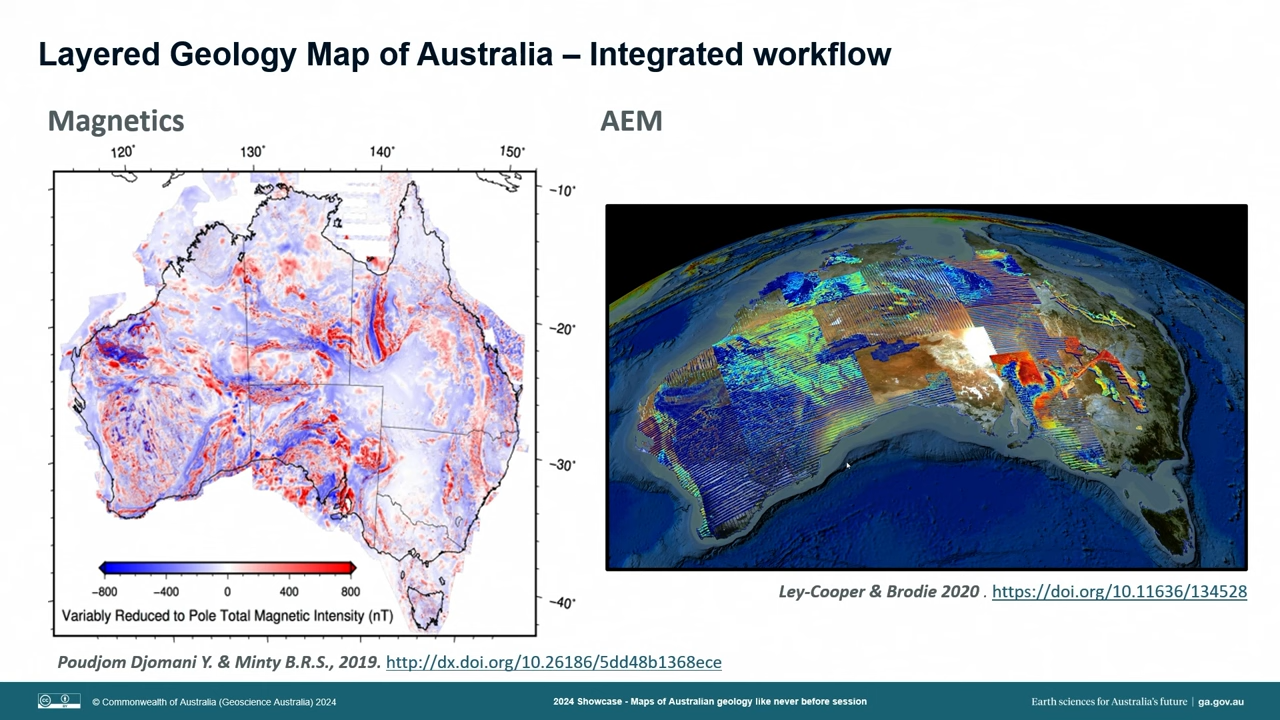 Layered Geology Map of Australia – Integrated workflow
Magnetics
AEM
120° 130° 140° 150°
−10°
−20°
−30°
−40°
−800 −400 0 400 800
Variably Reduced to Pole Total Magnetic Intensity (nT)
Ley-Cooper & Brodie 2020 . https://doi.org/10.11636/134528
Poudjom Djomani Y. & Minty B.R.S., 2019. http://dx.doi.org/10.26186/5dd48b1368ece
© Commonwealth of Australia (Geoscience Australia) 2024
2024 Showcase - Maps of Australian geology like never before session
Earth sciences for Australia's future | ga.gov.au